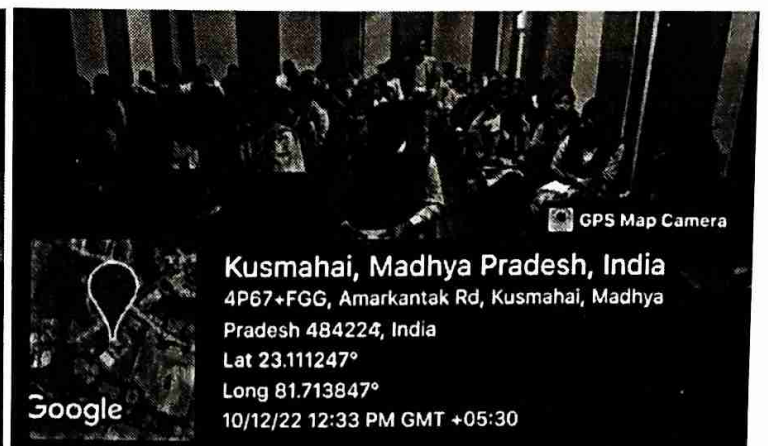 GPS Map Camera
Kusmahai, Madhya Pradesh, India
4P67+FGG, Amarkantak Rd, Kusmahai, Madhya
Pradesh 484224, India
Lat 23.111247°
Long 81.713847°
10/12/22 12:33 PM GMT +05:30
Google